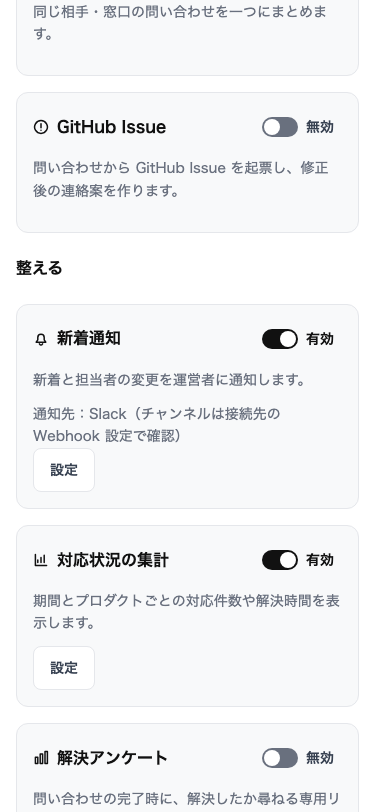 同じ相手・窓口の問い合わせを一つにまとめま
す。
GitHub Issue
無効
問い合わせから GitHub Issue を起票し、修正
後の連絡案を作ります。
整える
新着通知
有効
新着と担当者の変更を運営者に通知します。
通知先：Slack（チャンネルは接続先の
Webhook 設定で確認）
設定
対応状況の集計
有効
期間とプロダクトごとの対応件数や解決時間を表
示します。
設定
解決アンケート
無効
問い合わせの完了時に、解決したか尋ねる専用リ